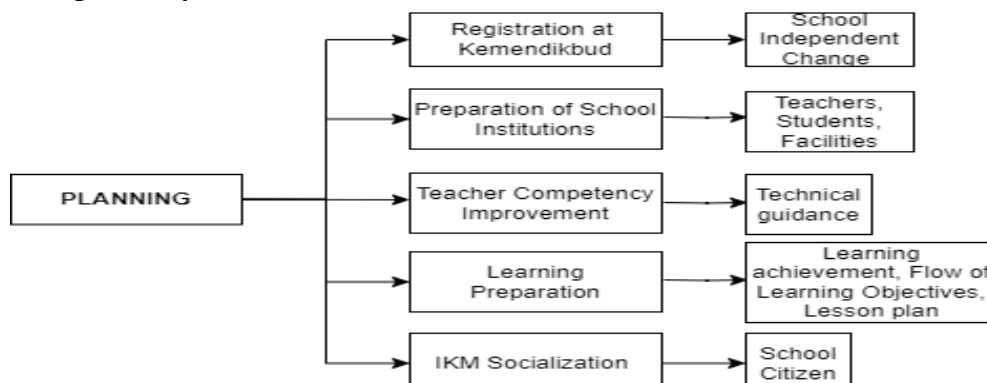 Registration at
Kemendikbud
School
Independent
Change
Preparation of School
Institutions
Teachers,
Students,
Facilities
PLANNING
Teacher Competency
Improvement
Technical
guidance
Learning
Preparation
Learning
achievement, Flow of
Learning Objectives,
Lesson plan
IKM Socialization
School
Citizen